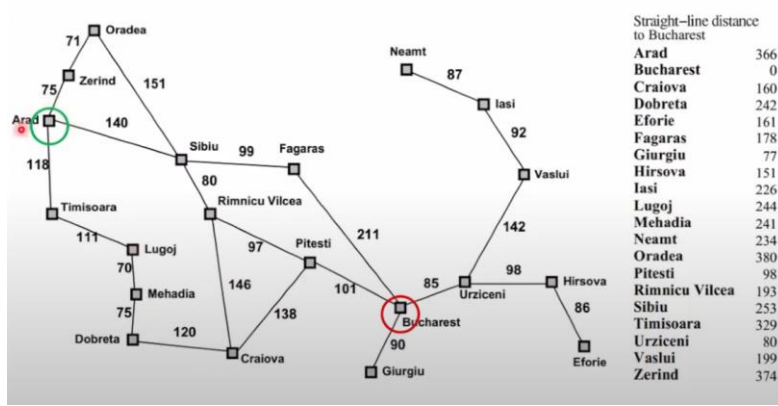 Oradea
71
Neamt
87
Zerind
151
Iasi
75
Arad
140
92
Sibiu
99
Fagaras
118
80
Vaslui
Timisoara
Rimnicu Vilcea
111
211
142
Lugoj
97
Pitesti
70
98
Hirsova
146
85
Mehadia
101
Urziceni
75
138
86
Bucharest
120
90
Dobreta
Craiova
Giurgiu
Eforie
Straight-line distance
to Bucharest
Arad 366
Bucharest 0
Craiova 160
Dobreta 242
Eforie 161
Fagaras 178
Giurgiu 77
Hirsova 151
Iasi 226
Lugoj 244
Mehadia 241
Neamt 234
Oradea 380
Pitesti 98
Rimnicu Vilcea 193
Sibiu 253
Timisoara 329
Urziceni 80
Vaslui 199
Zerind 374